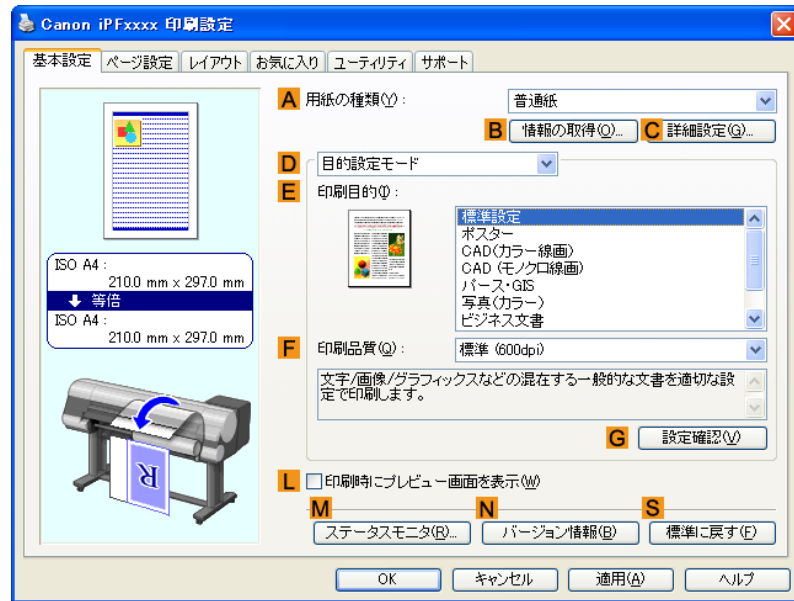 Canon iPFxxxx 印刷設定
基本設定 ページ設定 レイアウト お気に入り ユーティリティ サポート
A 用紙の種類(Y): 普通紙
B 情報の取得(O)... C 詳細設定(G)...
D 目的設定モード
E 印刷目的(I):
標準設定
ポスター
CAD(カラー線画)
CAD (モノクロ線画)
パース・GIS
写真(カラー)
ビジネス文書
ISO A4:
210.0 mm x 297.0 mm
等倍
ISO A4:
210.0 mm x 297.0 mm
F 印刷品質(Q): 標準 (600dpi)
文字/画像/グラフィックスなどの混在する一般的な文書を適切な設
定で印刷します。
G 設定確認(V)
R
L 印刷時にプレビュー画面を表示(W)
M N S
ステータスモニタ(R)... バージョン情報(B) 標準に戻す(F)
OK キャンセル 適用(A) ヘルプ